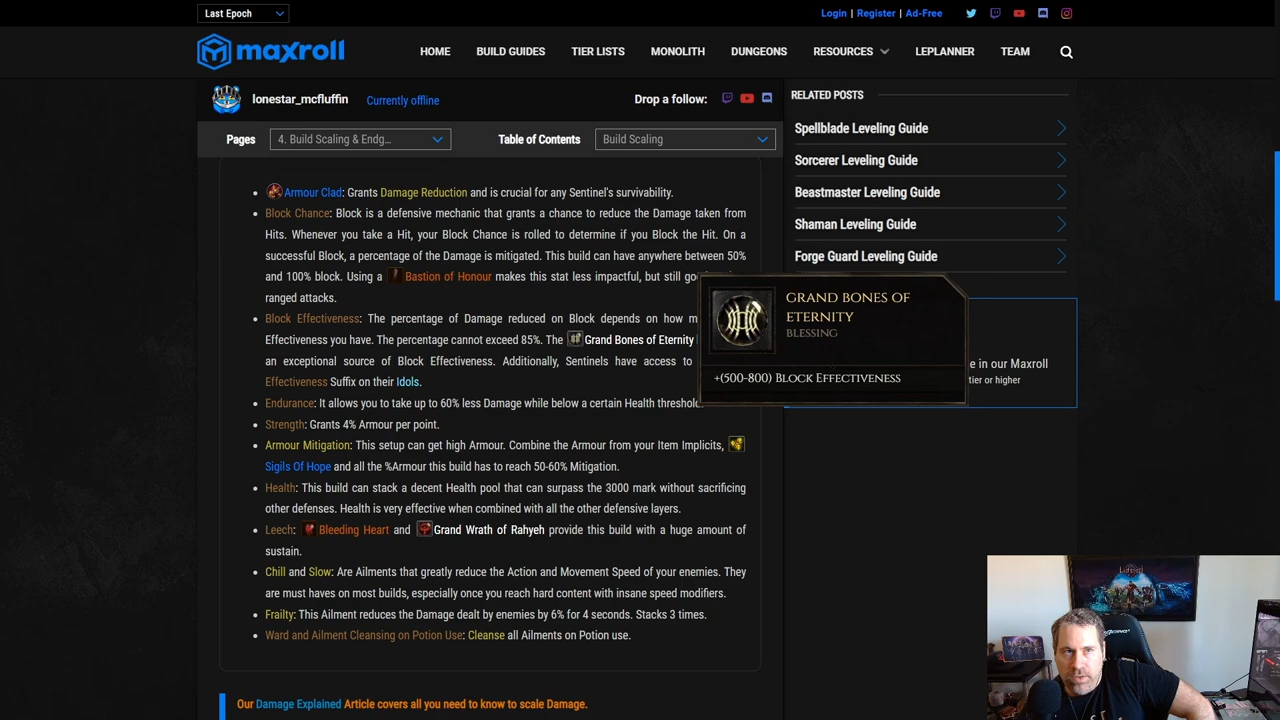 Last Epoch
Login | Register | Ad-Free
maxroll
HOME BUILD GUIDES TIER LISTS MONOLITH DUNGEONS RESOURCES LEPLANNER TEAM
lonestar_mcfluffin Currently offline Drop a follow:
Pages 4. Build Scaling & Endg... Table of Contents Build Scaling
Armour Clad: Grants Damage Reduction and is crucial for any Sentinel's survivability.
Block Chance: Block is a defensive mechanic that grants a chance to reduce the Damage taken from
Hits. Whenever you take a Hit, your Block Chance is rolled to determine if you Block the Hit. On a
successful Block, a percentage of the Damage is mitigated. This build can have anywhere between 50%
and 100% block. Using a Bastion of Honour makes this stat less impactful, but still
ranged attacks.
Block Effectiveness: The percentage of Damage reduced on Block depends on how
Effectiveness you have. The percentage cannot exceed 85%. The Grand Bones of Eternity
an exceptional source of Block Effectiveness. Additionally, Sentinels have access to
Effectiveness Suffix on their Idols.
Endurance: It allows you to take up to 60% less Damage while below a certain Health threshold.
Strength: Grants 4% Armour per point.
Armour Mitigation: This setup can get high Armour. Combine the Armour from your Item Implicits,
Sigils Of Hope and all the %Armour this build has to reach 50-60% Mitigation.
Health: This build can stack a decent Health pool that can surpass the 3000 mark without sacrificing
other defenses. Health is very effective when combined with all the other defensive layers.
Leech: Bleeding Heart and Grand Wrath of Rahyeh provide this build with a huge amount of
sustain.
Chill and Slow: Are Ailments that greatly reduce the Action and Movement Speed of your enemies. They
are must haves on most builds, especially once you reach hard content with insane speed modifiers.
Frailty: This Ailment reduces the Damage dealt by enemies by 6% for 4 seconds. Stacks 3 times.
Ward and Ailment Cleansing on Potion Use: Cleanse all Ailments on Potion use.
Our Damage Explained Article covers all you need to know to scale Damage.
RELATED POSTS
Spellblade Leveling Guide
Sorcerer Leveling Guide
Beastmaster Leveling Guide
Shaman Leveling Guide
Forge Guard Leveling Guide
GRAND BONES OF
ETERNITY
BLESSING
+(500-800) BLOCK EFFECTIVENESS
in our Maxroll
or higher